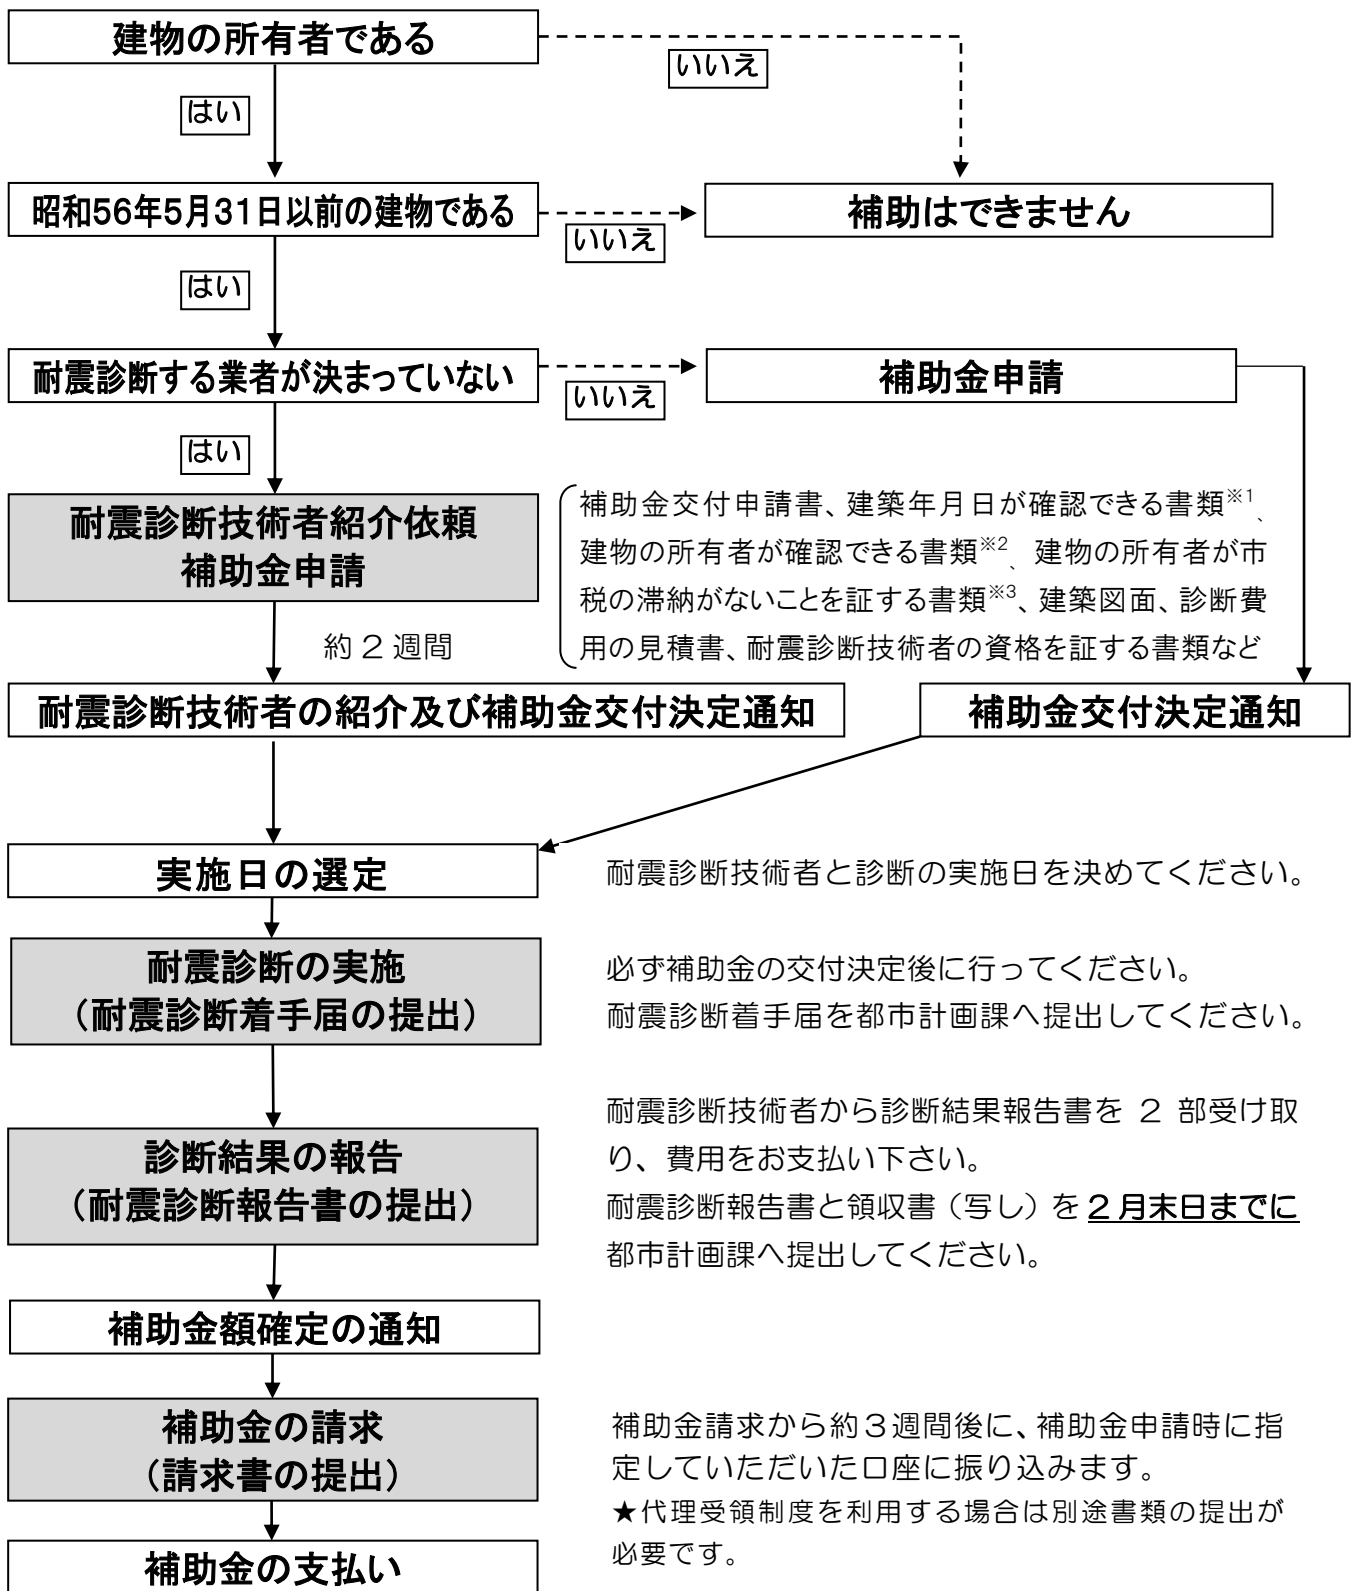 建物の所有者である
いいえ
はい
昭和56年5月31日以前の建物である
補助はできません
いいえ
はい
耐震診断する業者が決まっていない
補助金申請
いいえ
はい
耐震診断技術者紹介依頼
補助金申請
補助金交付申請書、建築年月日が確認できる書類※1、
建物の所有者が確認できる書類※2、建物の所有者が市
税の滞納がないことを証する書類※3、建築図面、診断費
用の見積書、耐震診断技術者の資格を証する書類など
約2週間
耐震診断技術者の紹介及び補助金交付決定通知
補助金交付決定通知
実施日の選定
耐震診断技術者と診断の実施日を決めてください。
耐震診断の実施
(耐震診断着手届の提出)
必ず補助金の交付決定後に行ってください。
耐震診断着手届を都市計画課へ提出してください。
診断結果の報告
(耐震診断報告書の提出)
耐震診断技術者から診断結果報告書を 2 部受け取
り、費用をお支払い下さい。
耐震診断報告書と領収書(写し)を2月末日までに
都市計画課へ提出してください。
補助金額確定の通知
補助金の請求
(請求書の提出)
補助金請求から約3週間後に、補助金申請時に指
定していただいた口座に振り込みます。
★代理受領制度を利用する場合は別途書類の提出が
必要です。
補助金の支払い